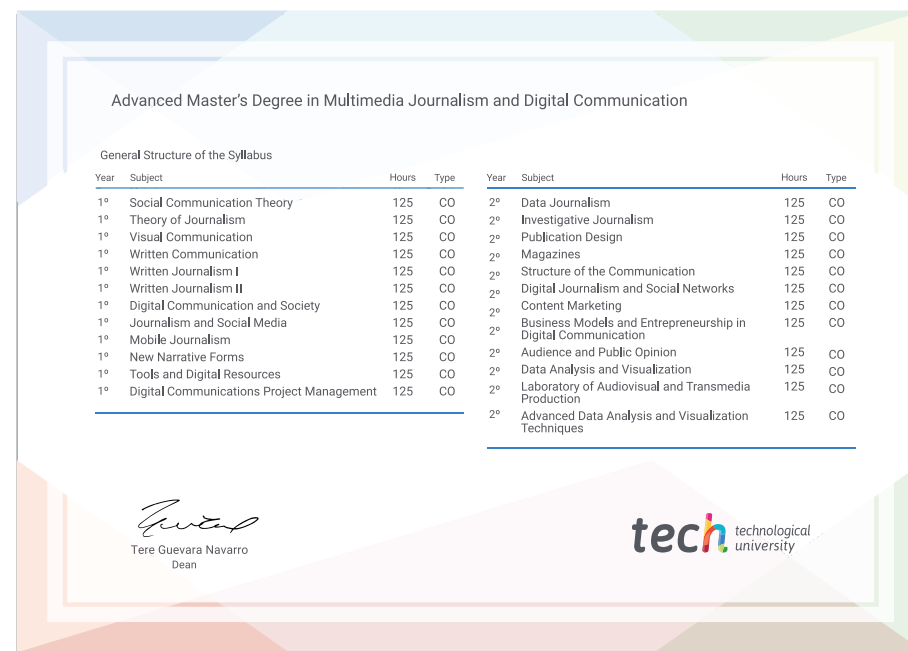 Advanced Master's Degree in Multimedia Journalism and Digital Communication
General Structure of the Syllabus
Year Subject Hours Type
1º Social Communication Theory 125 CO
1º Theory of Journalism 125 CO
1º Visual Communication 125 CO
1º Written Communication 125 CO
1º Written Journalism I 125 CO
1º Written Journalism II 125 CO
1º Digital Communication and Society 125 CO
1º Journalism and Social Media 125 CO
1º Mobile Journalism 125 CO
1º New Narrative Forms 125 CO
1º Tools and Digital Resources 125 CO
1º Digital Communications Project Management 125 CO
Year Subject Hours Type
2º Data Journalism 125 CO
2º Investigative Journalism 125 CO
2º Publication Design 125 CO
2º Magazines 125 CO
2º Structure of the Communication 125 CO
2º Digital Journalism and Social Networks 125 CO
2º Content Marketing 125 CO
2º Business Models and Entrepreneurship in 125 CO
Digital Communication
2º Audience and Public Opinion 125 CO
2º Data Analysis and Visualization 125 CO
2º Laboratory of Audiovisual and Transmedia 125 CO
Production
2º Advanced Data Analysis and Visualization 125 CO
Techniques
Tere Guevara Navarro
Dean
tech technological
university